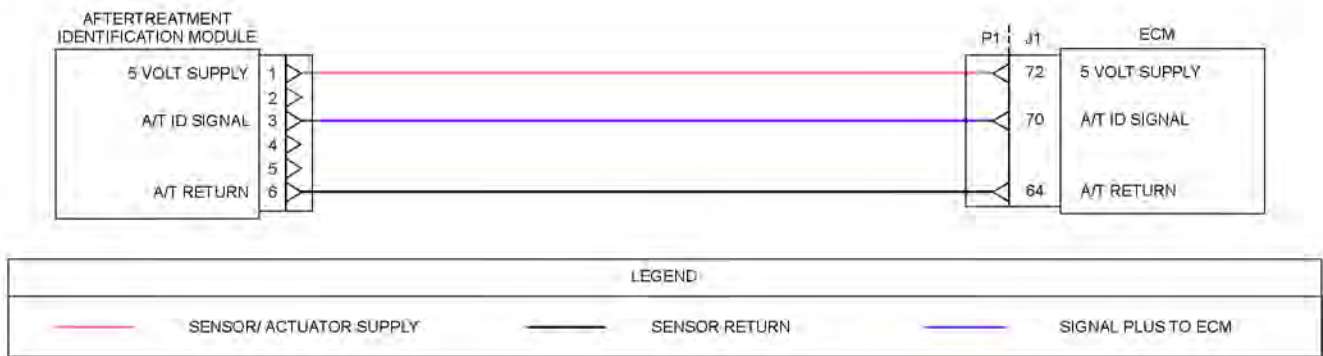 AFTERTREATMENT
IDENTIFICATION MODULE
P1 J1
ECM
5 VOLT SUPPLY 1
72 5 VOLT SUPPLY
2
A/T ID SIGNAL 3
70 A/T ID SIGNAL
4
5
A/T RETURN 6
64 A/T RETURN
LEGEND
SENSOR/ ACTUATOR SUPPLY
SENSOR RETURN
SIGNAL PLUS TO ECM